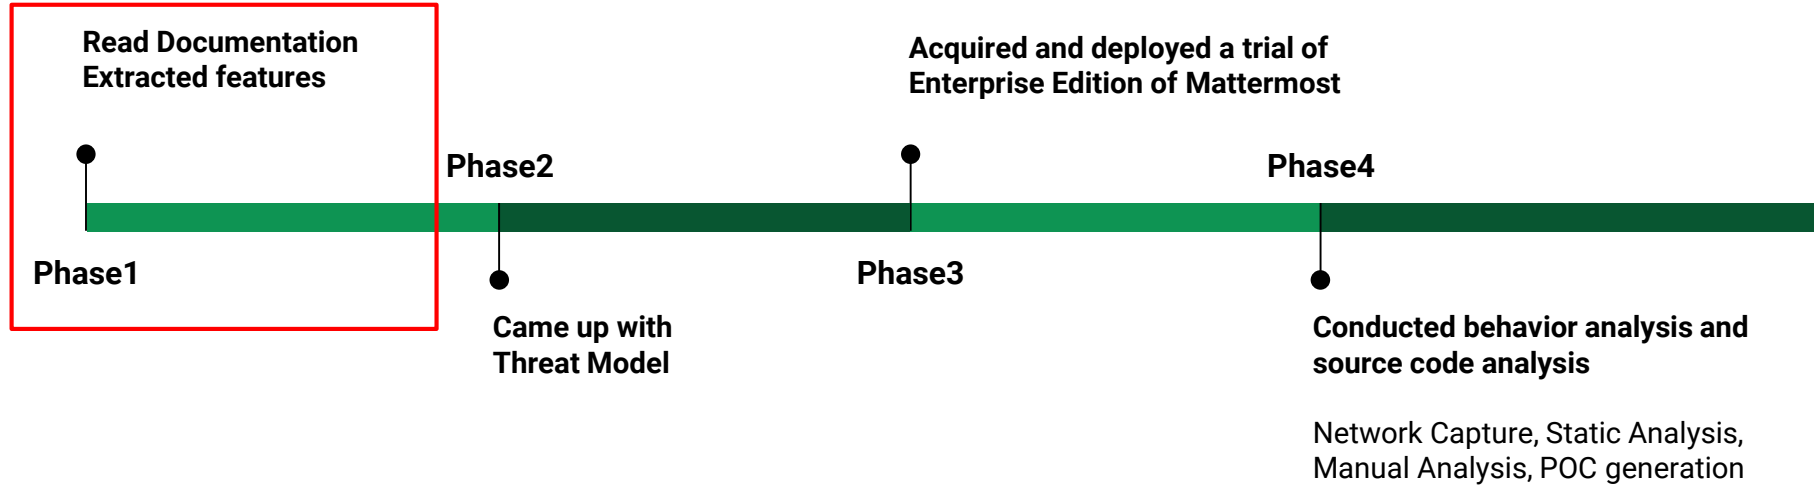 Read Documentation
Extracted features
Phase1
Phase2
Came up with
Threat Model
Acquired and deployed a trial of
Enterprise Edition of Mattermost
Phase3
Phase4
Conducted behavior analysis and
source code analysis
Network Capture, Static Analysis,
Manual Analysis, POC generation